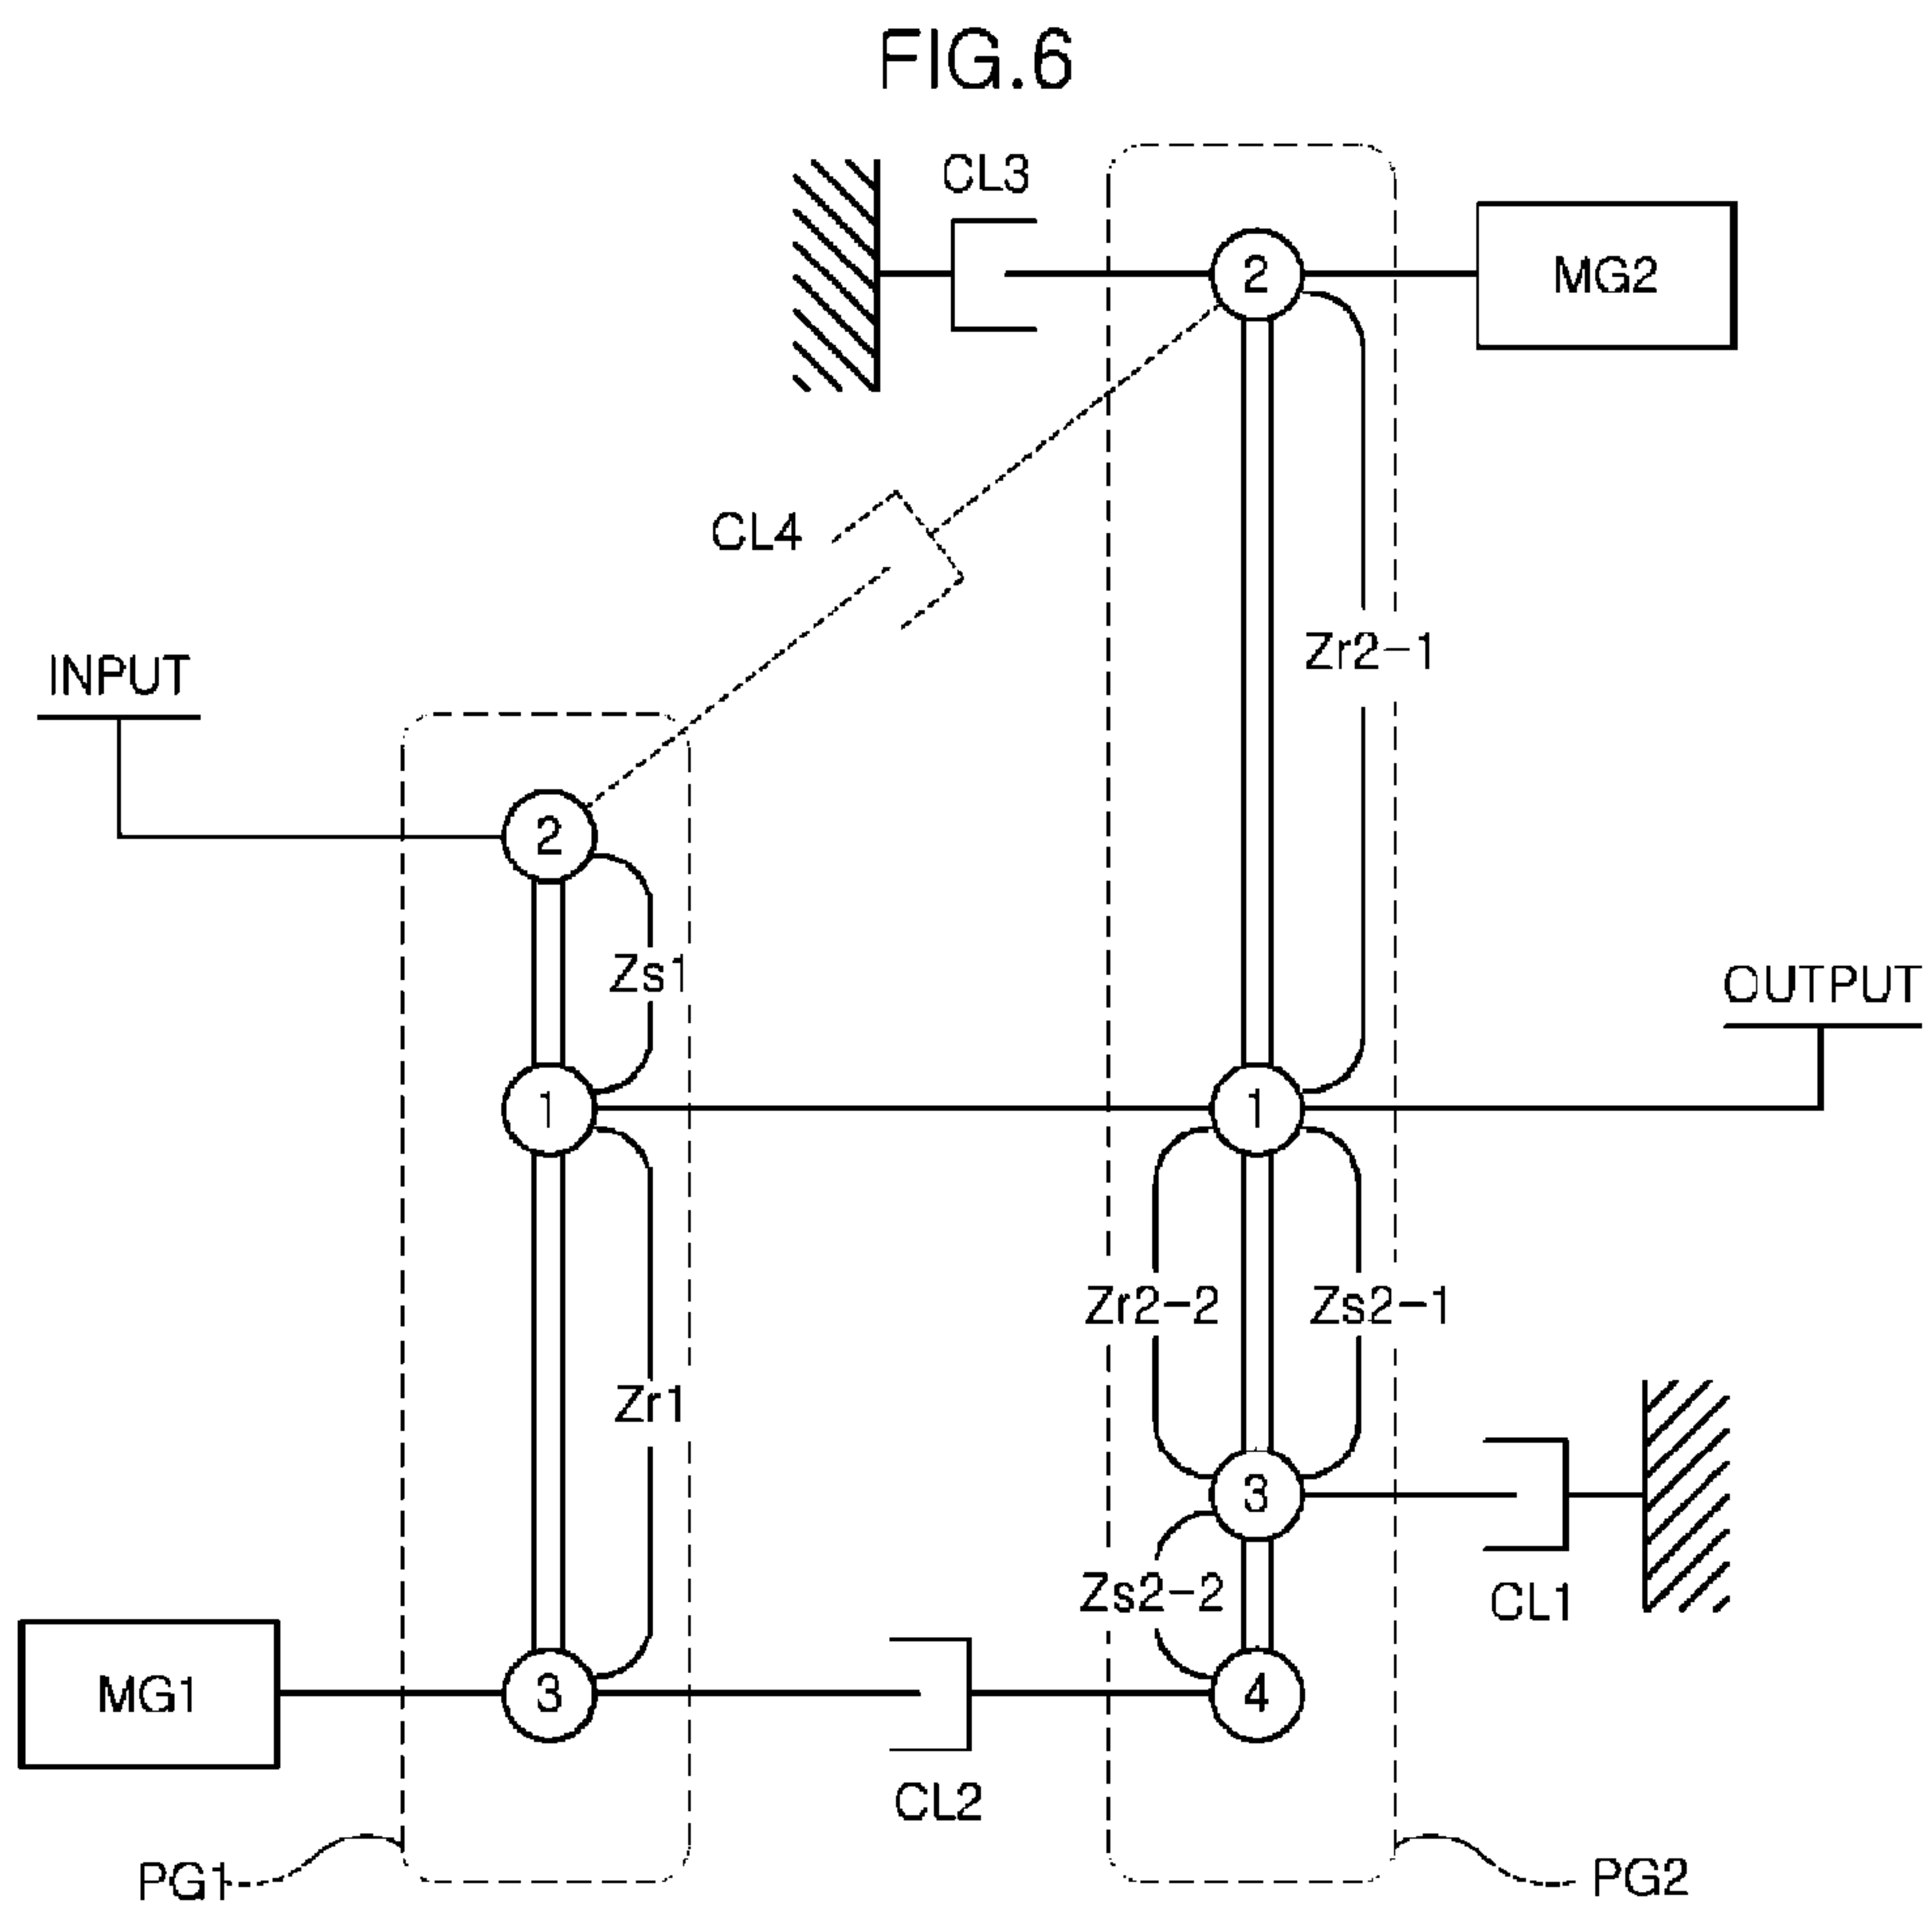 FIG.6
CL3
2
MG2
CL4
Zr2-1
INPUT
2
Zs1
OUTPUT
1
1
Zr2-2
Zs2-1
Zr1
3
CL1
Zs2-2
MG1
3
4
CL2
PG1
PG2